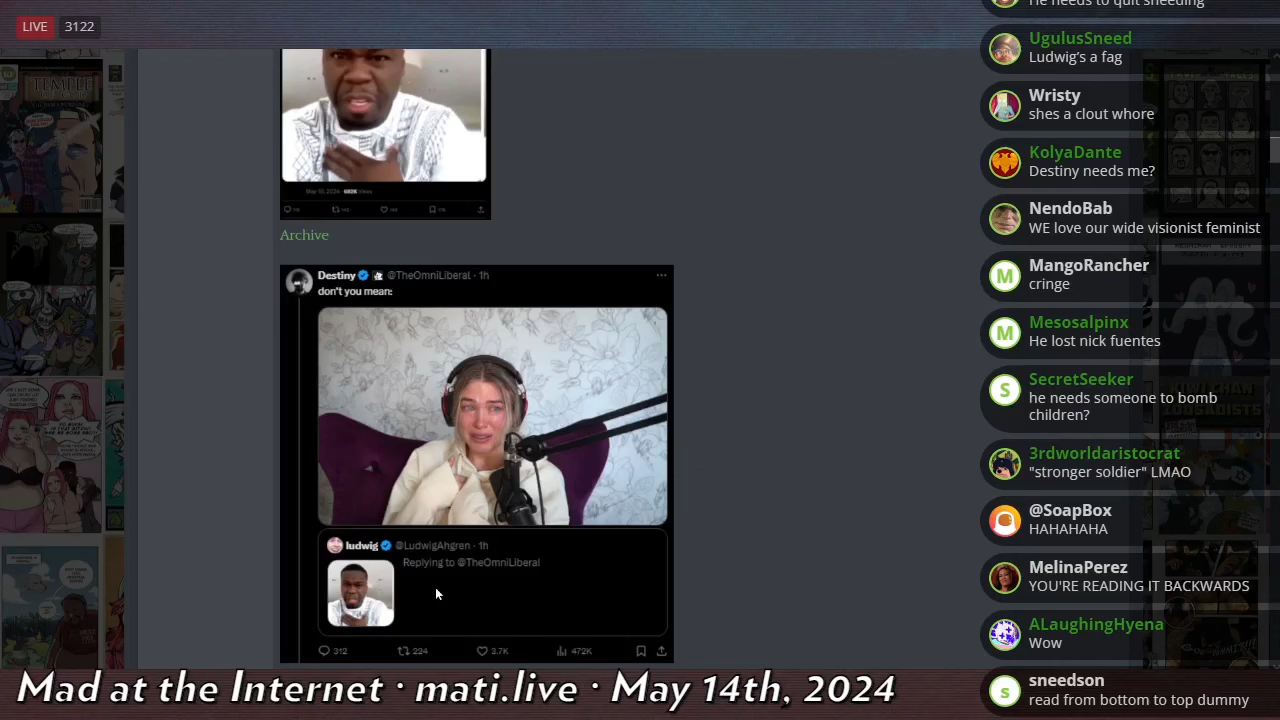 LIVE
3122
May 10, 2024
Archive
Destiny @TheOmniLiberal · 1h
don't you mean:
ludwig @LudwigAhgren · 1h
Replying to @TheOmniLiberal
312 224 3.7K 472K
He needs to quit sneeding
UgulusSneed
Ludwig's a fag
Wristy
shes a clout whore
KolyaDante
Destiny needs me?
NendoBab
WE love our wide visionist feminist
MangoRancher
cringe
Mesosalpinx
He lost nick fuentes
SecretSeeker
he needs someone to bomb
children?
3rdworldaristocrat
"stronger soldier" LMAO
@SoapBox
HAHAHAHA
MelinaPerez
YOU'RE READING IT BACKWARDS
ALaughingHyena
Wow
sneedson
read from bottom to top dummy
Mad at the Internet · mati.live · May 14th, 2024